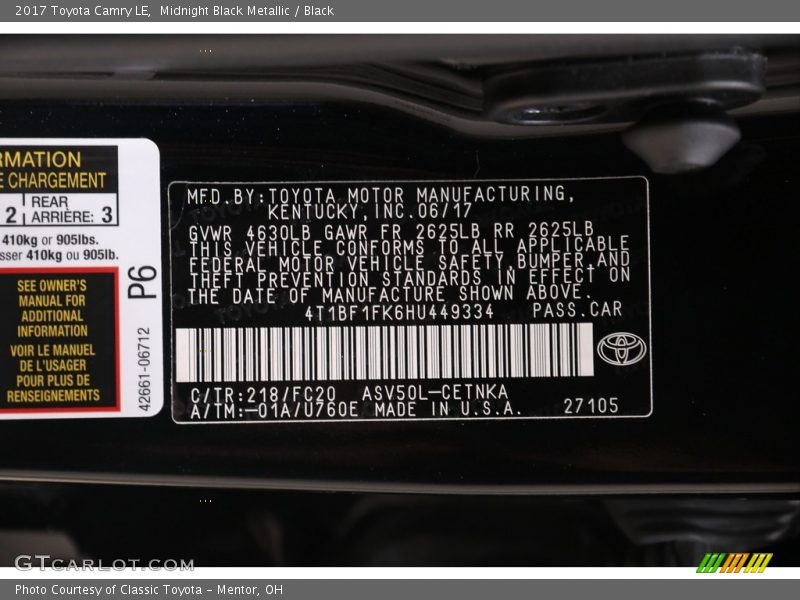 2017 Toyota Camry LE, Midnight Black Metallic / Black
RMATION
E CHARGEMENT
2 REAR
ARRIÈRE: 3
410kg or 905lbs.
sser 410kg ou 905lb.
SEE OWNER'S
MANUAL FOR
ADDITIONAL
INFORMATION
VOIR LE MANUEL
DE L'USAGER
POUR PLUS DE
RENSEIGNEMENTS
P6
42661-06712
MFD.BY:TOYOTA MOTOR MANUFACTURING,
KENTUCKY,INC.06/17
GVWR 4630LB GAWR FR 2625LB RR 2625LB
THIS VEHICLE CONFORMS TO ALL APPLICABLE
FEDERAL MOTOR VEHICLE SAFETY BUMPER AND
THEFT PREVENTION STANDARDS IN EFFECT ON
THE DATE OF MANUFACTURE SHOWN ABOVE.
4T1BF1FK6HU449334 PASS.CAR
C/TR:218/FC20 ASV50L-CETNKA
A/TM:-01A/U760E MADE IN U.S.A. 27105
GTCARLOT.COM
Photo Courtesy of Classic Toyota - Mentor, OH